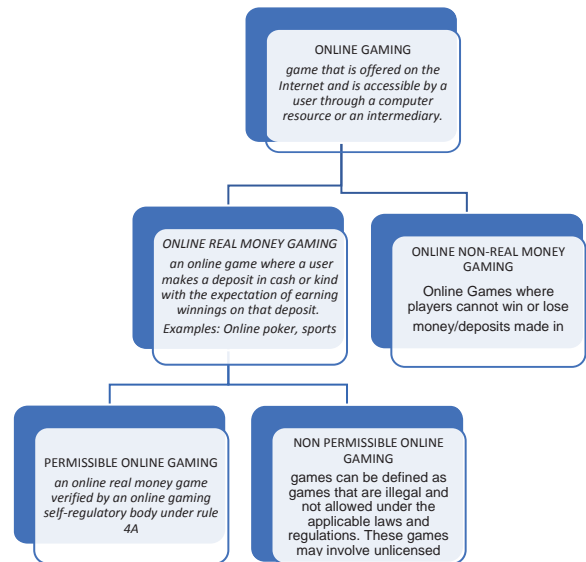 ONLINE GAMING
game that is offered on the
Internet and is accessible by a
user through a computer
resource or an intermediary.
ONLINE REAL MONEY GAMING
an online game where a user
makes a deposit in cash or kind
with the expectation of earning
winnings on that deposit.
Examples: Online poker, sports
ONLINE NON-REAL MONEY
GAMING
Online Games where
players cannot win or lose
money/deposits made in
PERMISSIBLE ONLINE GAMING
an online real money game
verified by an online gaming
self-regulatory body under rule
4A
NON PERMISSIBLE ONLINE
GAMING
games can be defined as
games that are illegal and
not allowed under the
applicable laws and
regulations. These games
may involve unlicensed